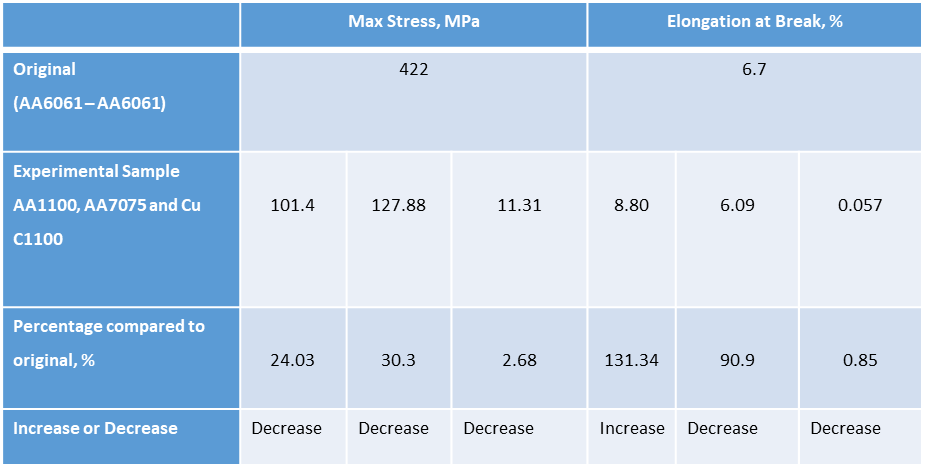 Max Stress, MPa Elongation at Break, %
Original 422 6.7
(AA6061 – AA6061)
Experimental Sample
AA1100, AA7075 and Cu 101.4 127.88 11.31 8.80 6.09 0.057
C1100
Percentage compared to
original, % 24.03 30.3 2.68 131.34 90.9 0.85
Increase or Decrease Decrease Decrease Decrease Increase Decrease Decrease